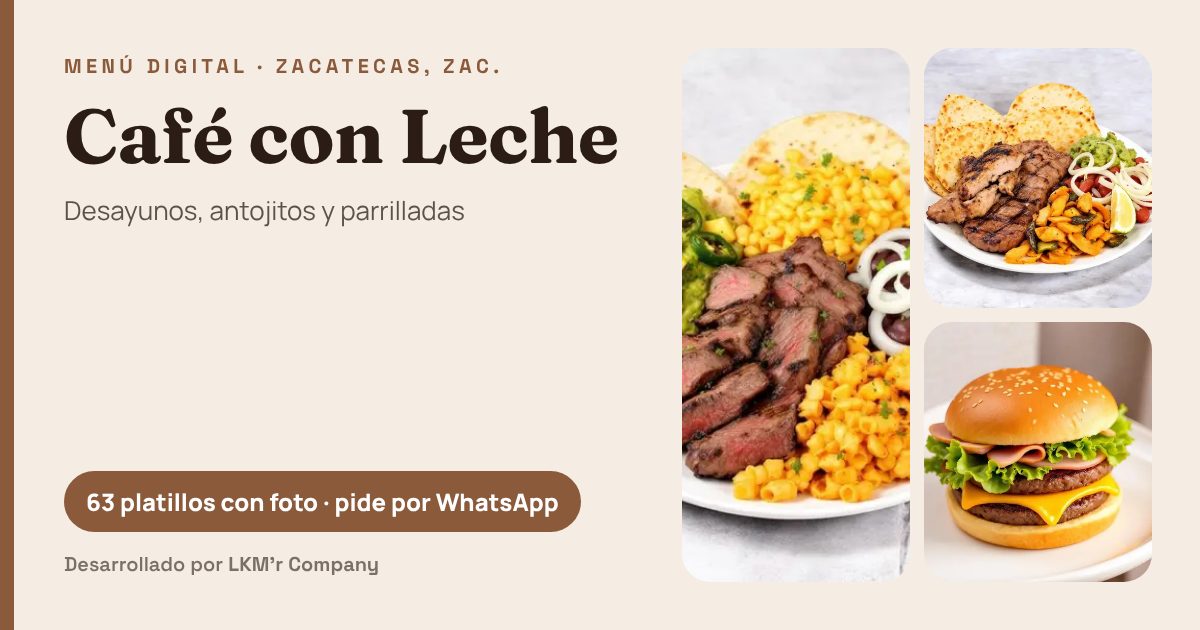 MENÚ DIGITAL · ZACATECAS, ZAC.
Café con Leche
Desayunos, antojitos y parrilladas
63 platillos con foto · pide por WhatsApp
Desarrollado por LKM’r Company